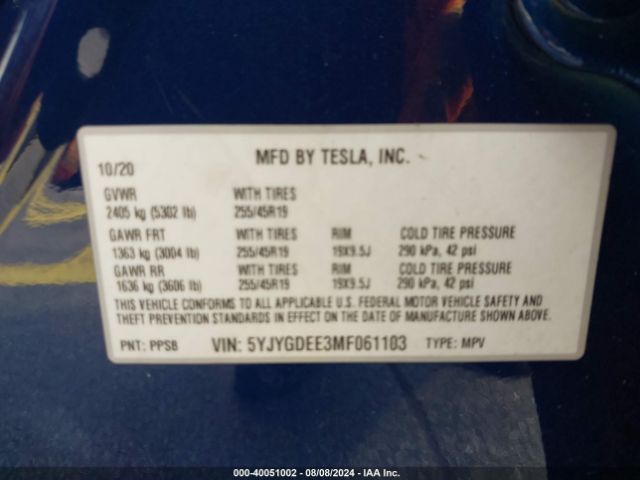 10/20 MFD BY TESLA, INC.
GVWR WITH TIRES
2405 kg (5302 lb) 255/45R19
GAWR FRT WITH TIRES RIM COLD TIRE PRESSURE
1363 kg (3004 lb) 255/45R19 19X9.5J 290 kPa, 42 psi
GAWR RR WITH TIRES RIM COLD TIRE PRESSURE
1636 kg (3606 lb) 255/45R19 19X9.5J 290 kPa, 42 psi
THIS VEHICLE CONFORMS TO ALL APPLICABLE U.S. FEDERAL MOTOR VEHICLE SAFETY AND
THEFT PREVENTION STANDARDS IN EFFECT ON THE DATE OF MANUFACTURE SHOWN ABOVE.
PNT: PPSB VIN: 5YJYGDEE3MF061103 TYPE: MPV
000-40051002 - 08/08/2024 - IAA Inc.